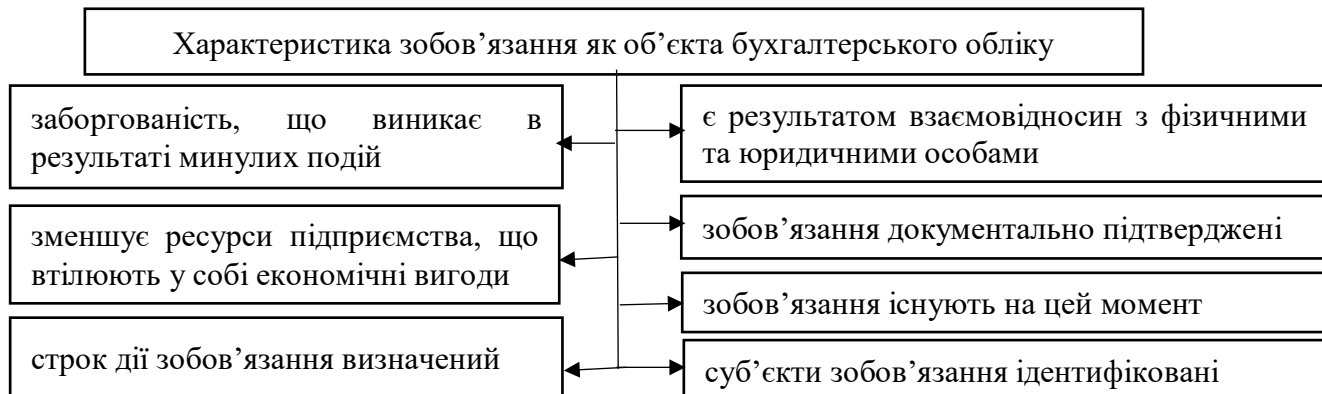 Характеристика зобов’язання як об’єкта бухгалтерського обліку
заборгованість, що виникає в
результаті минулих подій
є результатом взаємовідносин з фізичними
та юридичними особами
зменшує ресурси підприємства, що
втілюють у собі економічні вигоди
зобов’язання документально підтверджені
зобов’язання існують на цей момент
строк дії зобов’язання визначений
суб’єкти зобов’язання ідентифіковані